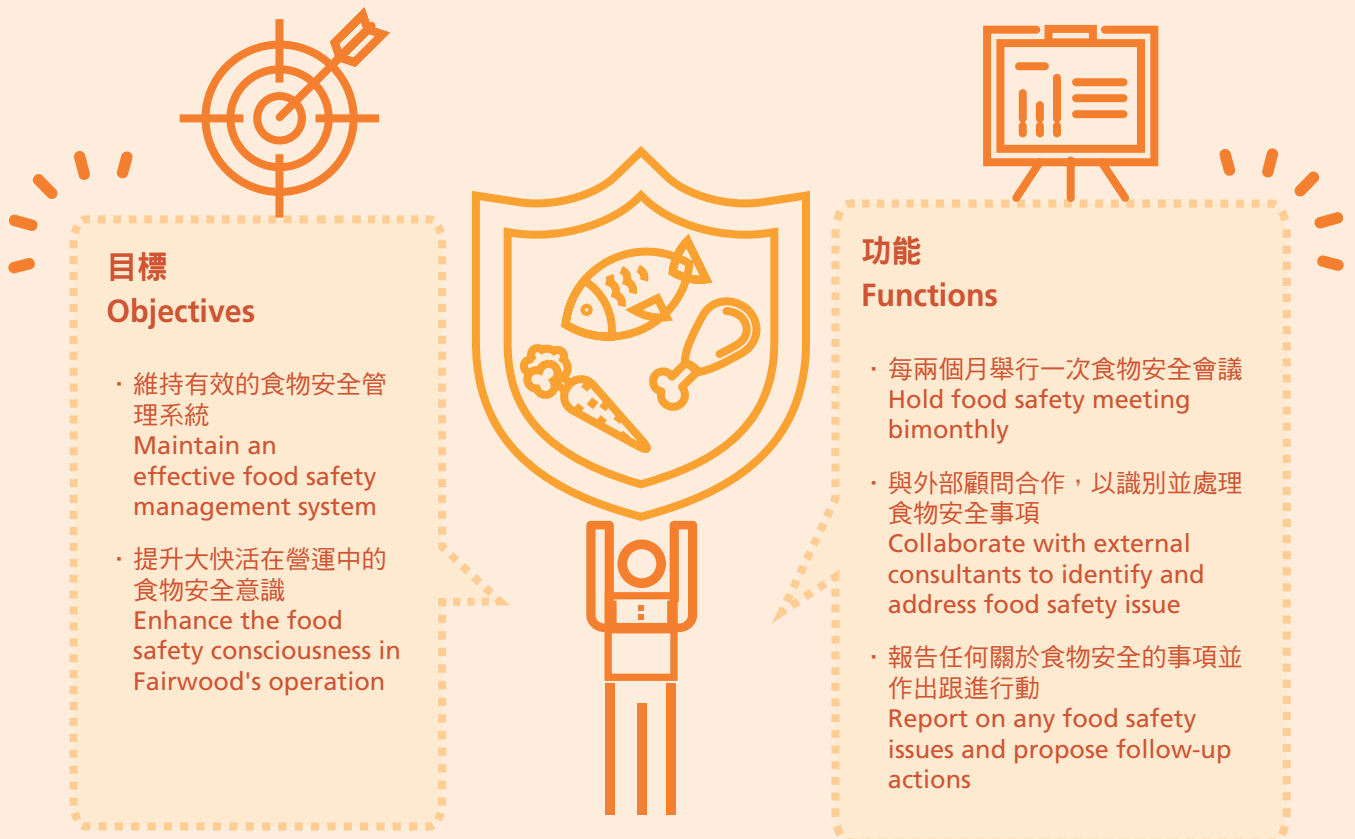 目標
Objectives
· 維持有效的食物安全管
理系統
Maintain an
effective food safety
management system
· 提升大快活在營運中的
食物安全意識
Enhance the food
safety consciousness in
Fairwood's operation
功能
Functions
· 每兩個月舉行一次食物安全會議
Hold food safety meeting
bimonthly
· 與外部顧問合作，以識別並處理
食物安全事項
Collaborate with external
consultants to identify and
address food safety issue
· 報告任何關於食物安全的事項並
作出跟進行動
Report on any food safety
issues and propose follow-up
actions